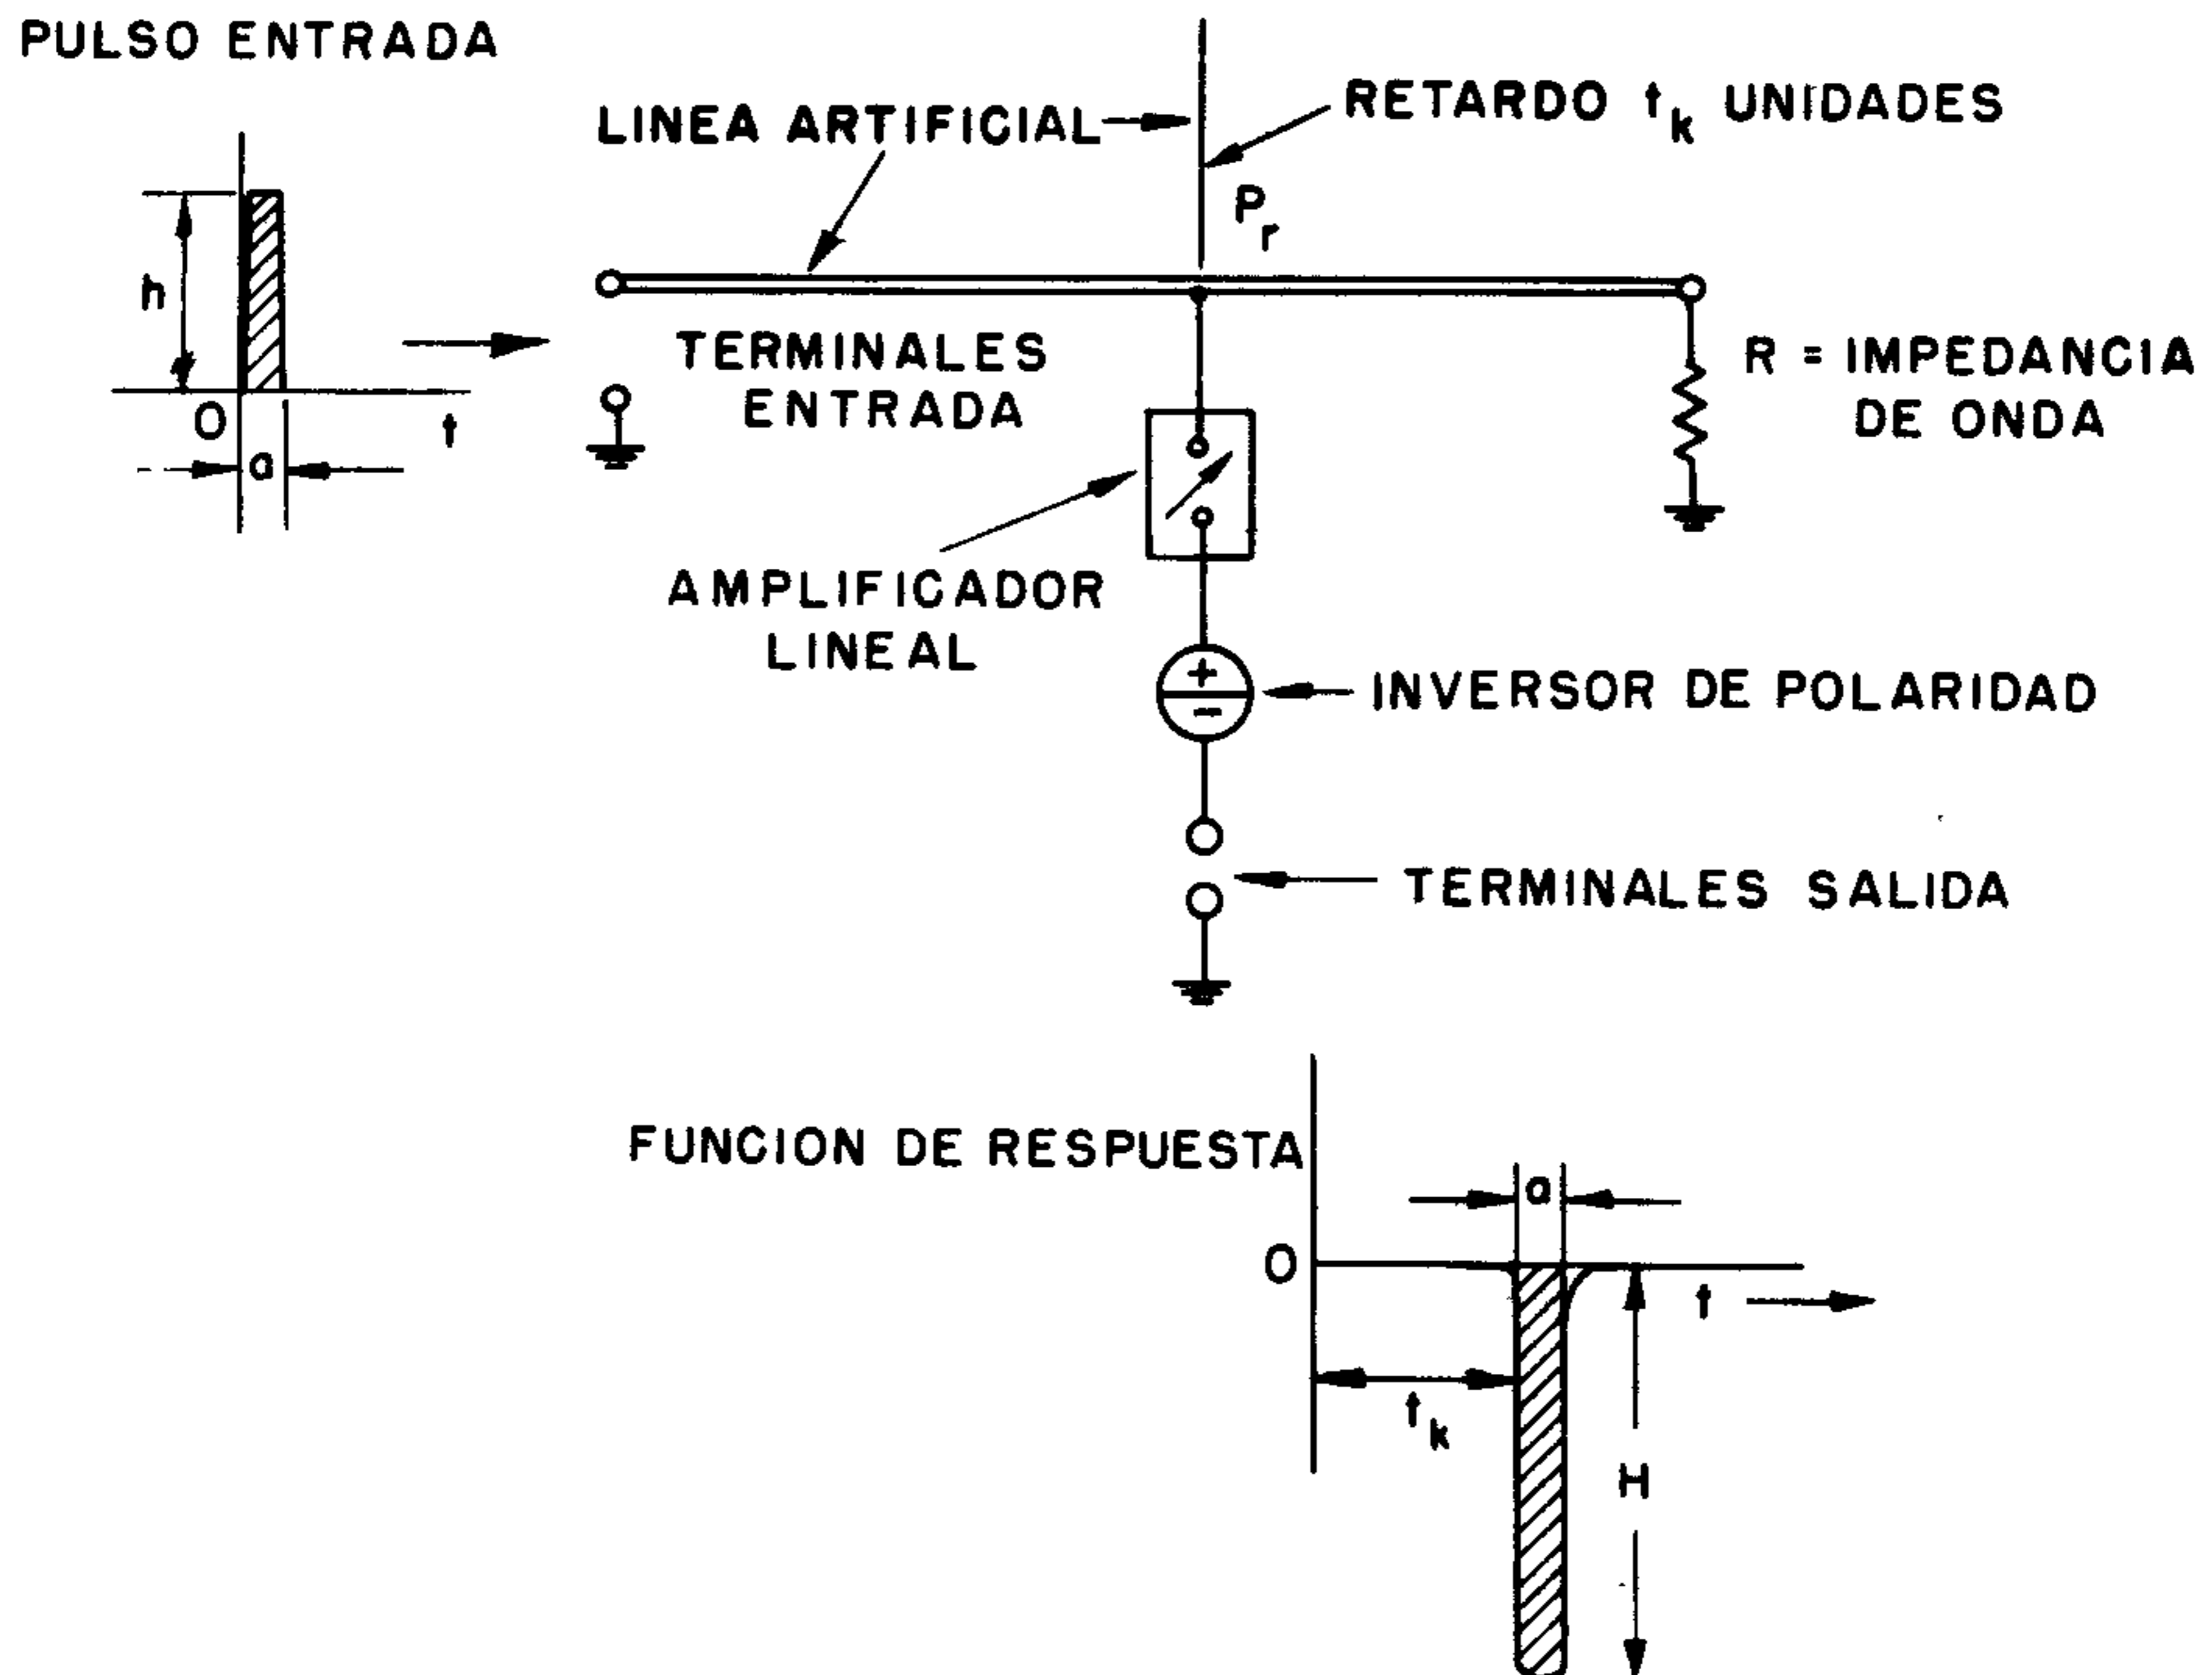 PULSO ENTRADA
LINEA ARTIFICIAL
RETARDO t_k UNIDADES
P_r
h
O
t
a
TERMINALES
ENTRADA
R = IMPEDANCIA
DE ONDA
AMPLIFICADOR
LINEAL
+
-
INVERSOR DE POLARIDAD
TERMINALES SALIDA
FUNCION DE RESPUESTA
a
O
t
t_k
H